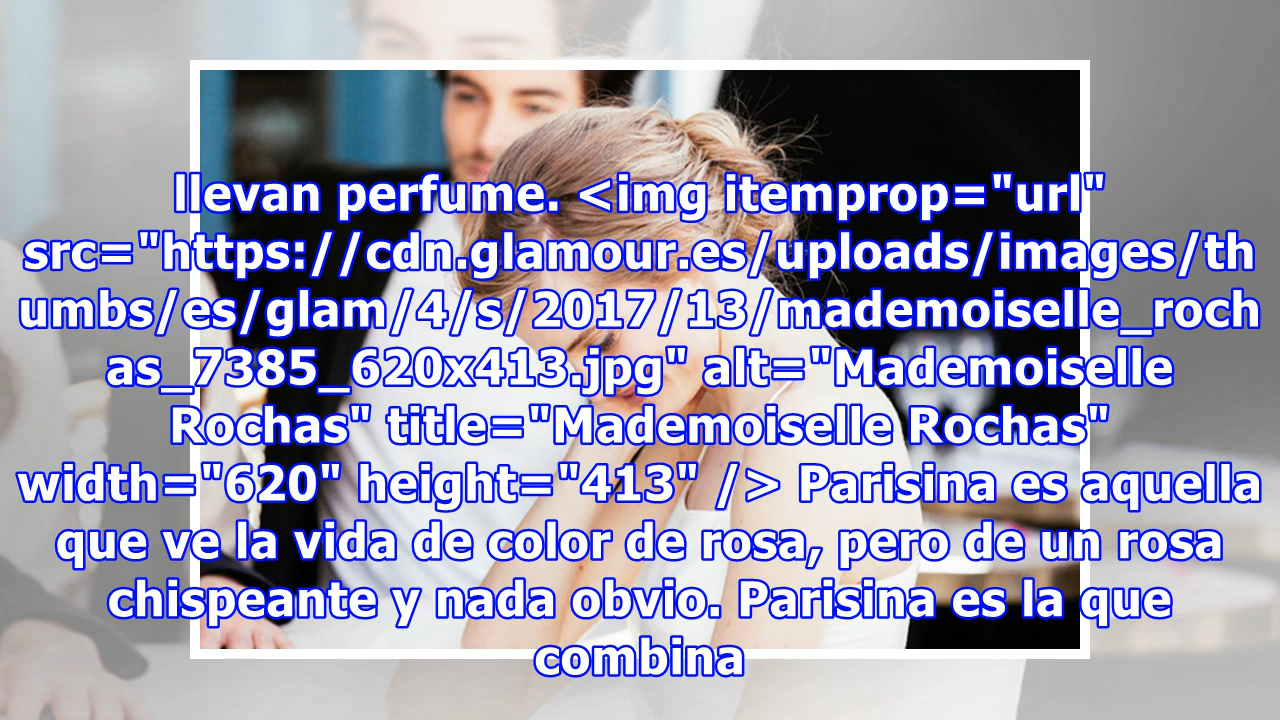 llevan perfume. <img itemprop="url"
src="https://cdn.glamour.es/uploads/images/th
umbs/es/glam/4/s/2017/13/mademoiselle_roch
as_7385_620x413.jpg" alt="Mademoiselle
Rochas" title="Mademoiselle Rochas"
width="620" height="413" /> Parisina es aquella
que ve la vida de color de rosa, pero de un rosa
chispeante y nada obvio. Parisina es la que
combina